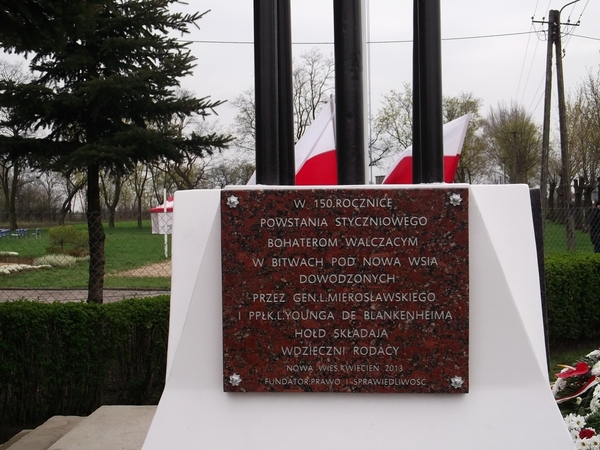 W 150.ROCZNICĘ
POWSTANIA STYCZNIOWEGO
BOHATEROM WALCZĄCYM
W BITWACH POD NOWĄ WSIĄ
DOWODZONYCH
PRZEZ GEN.L.MIEROSŁAWSKIEGO
I PPŁK.L.YOUNGA DE BLANKENHEIMA
HOŁD SKŁADAJĄ
WDZIĘCZNI RODACY
NOWA WIEŚ,KWIECIEŃ 2013
FUNDATOR:PRAWO I SPRAWIEDLIWOŚĆ